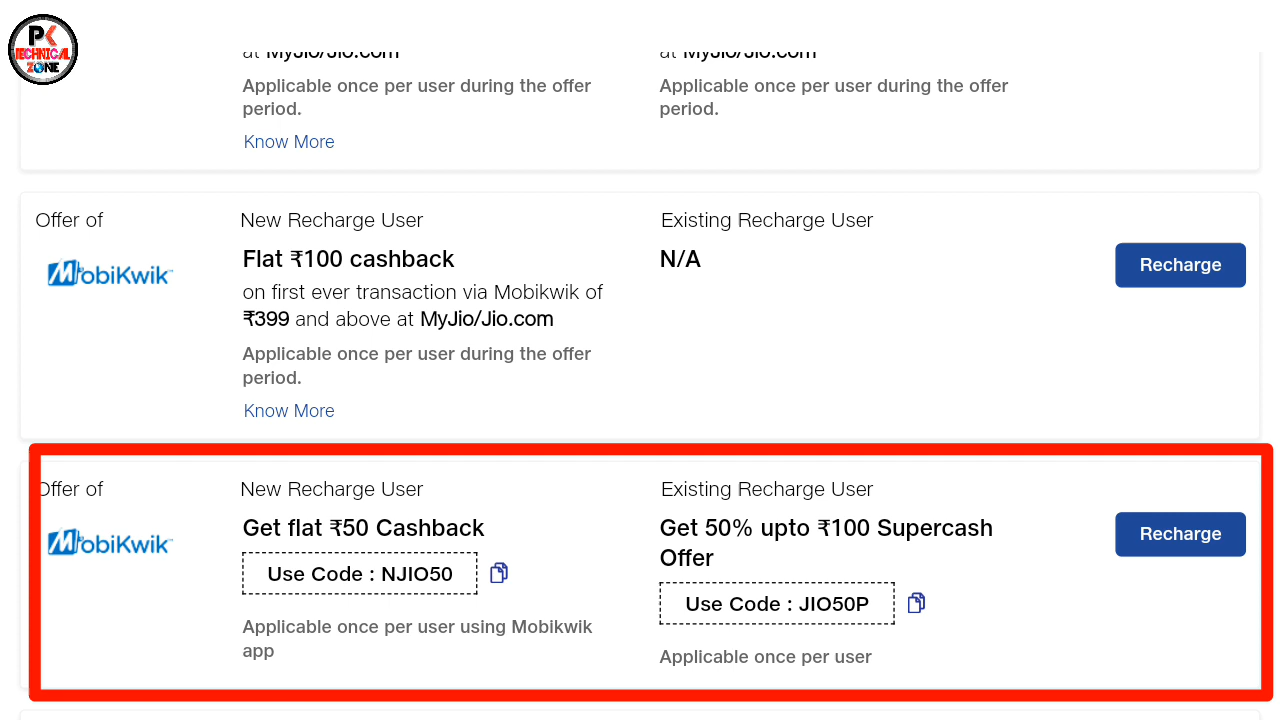 PK
TECHNICAL
ZONE
at MyJio/Jio.com
Applicable once per user during the offer
period.
Know More
at MyJio/Jio.com
Applicable once per user during the offer
period.
Offer of
MobiKwik
New Recharge User
Flat ₹100 cashback
on first ever transaction via Mobikwik of
₹399 and above at MyJio/Jio.com
Applicable once per user during the offer
period.
Know More
Existing Recharge User
N/A
Recharge
Offer of
MobiKwik
New Recharge User
Get flat ₹50 Cashback
Use Code : NJIO50
Applicable once per user using Mobikwik
app
Existing Recharge User
Get 50% upto ₹100 Supercash
Offer
Use Code : JIO50P
Applicable once per user
Recharge